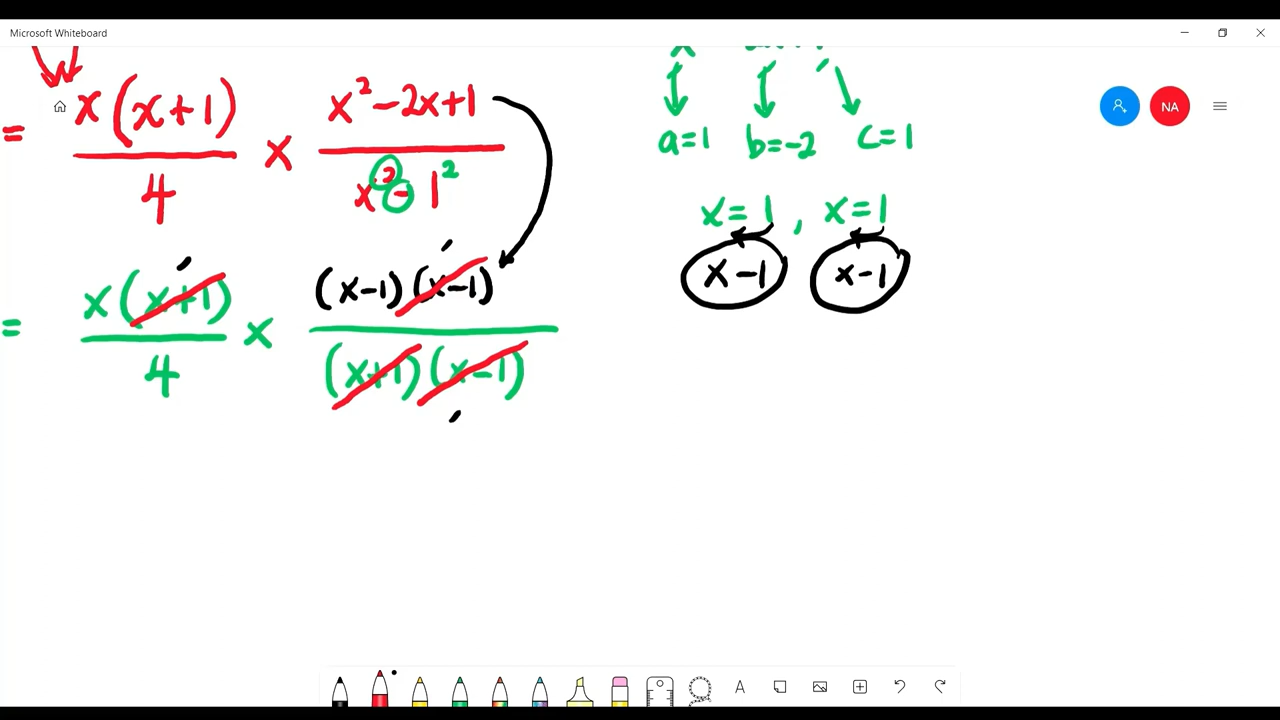 Microsoft Whiteboard
= x(x+1)/4 × x²-2x+1/x²-1²
= x(x+1)/4 × (x-1)(x-1)/(x+1)(x-1)
a=1 b=-2 c=1
x=1, x=1
x-1 x-1
NA
A